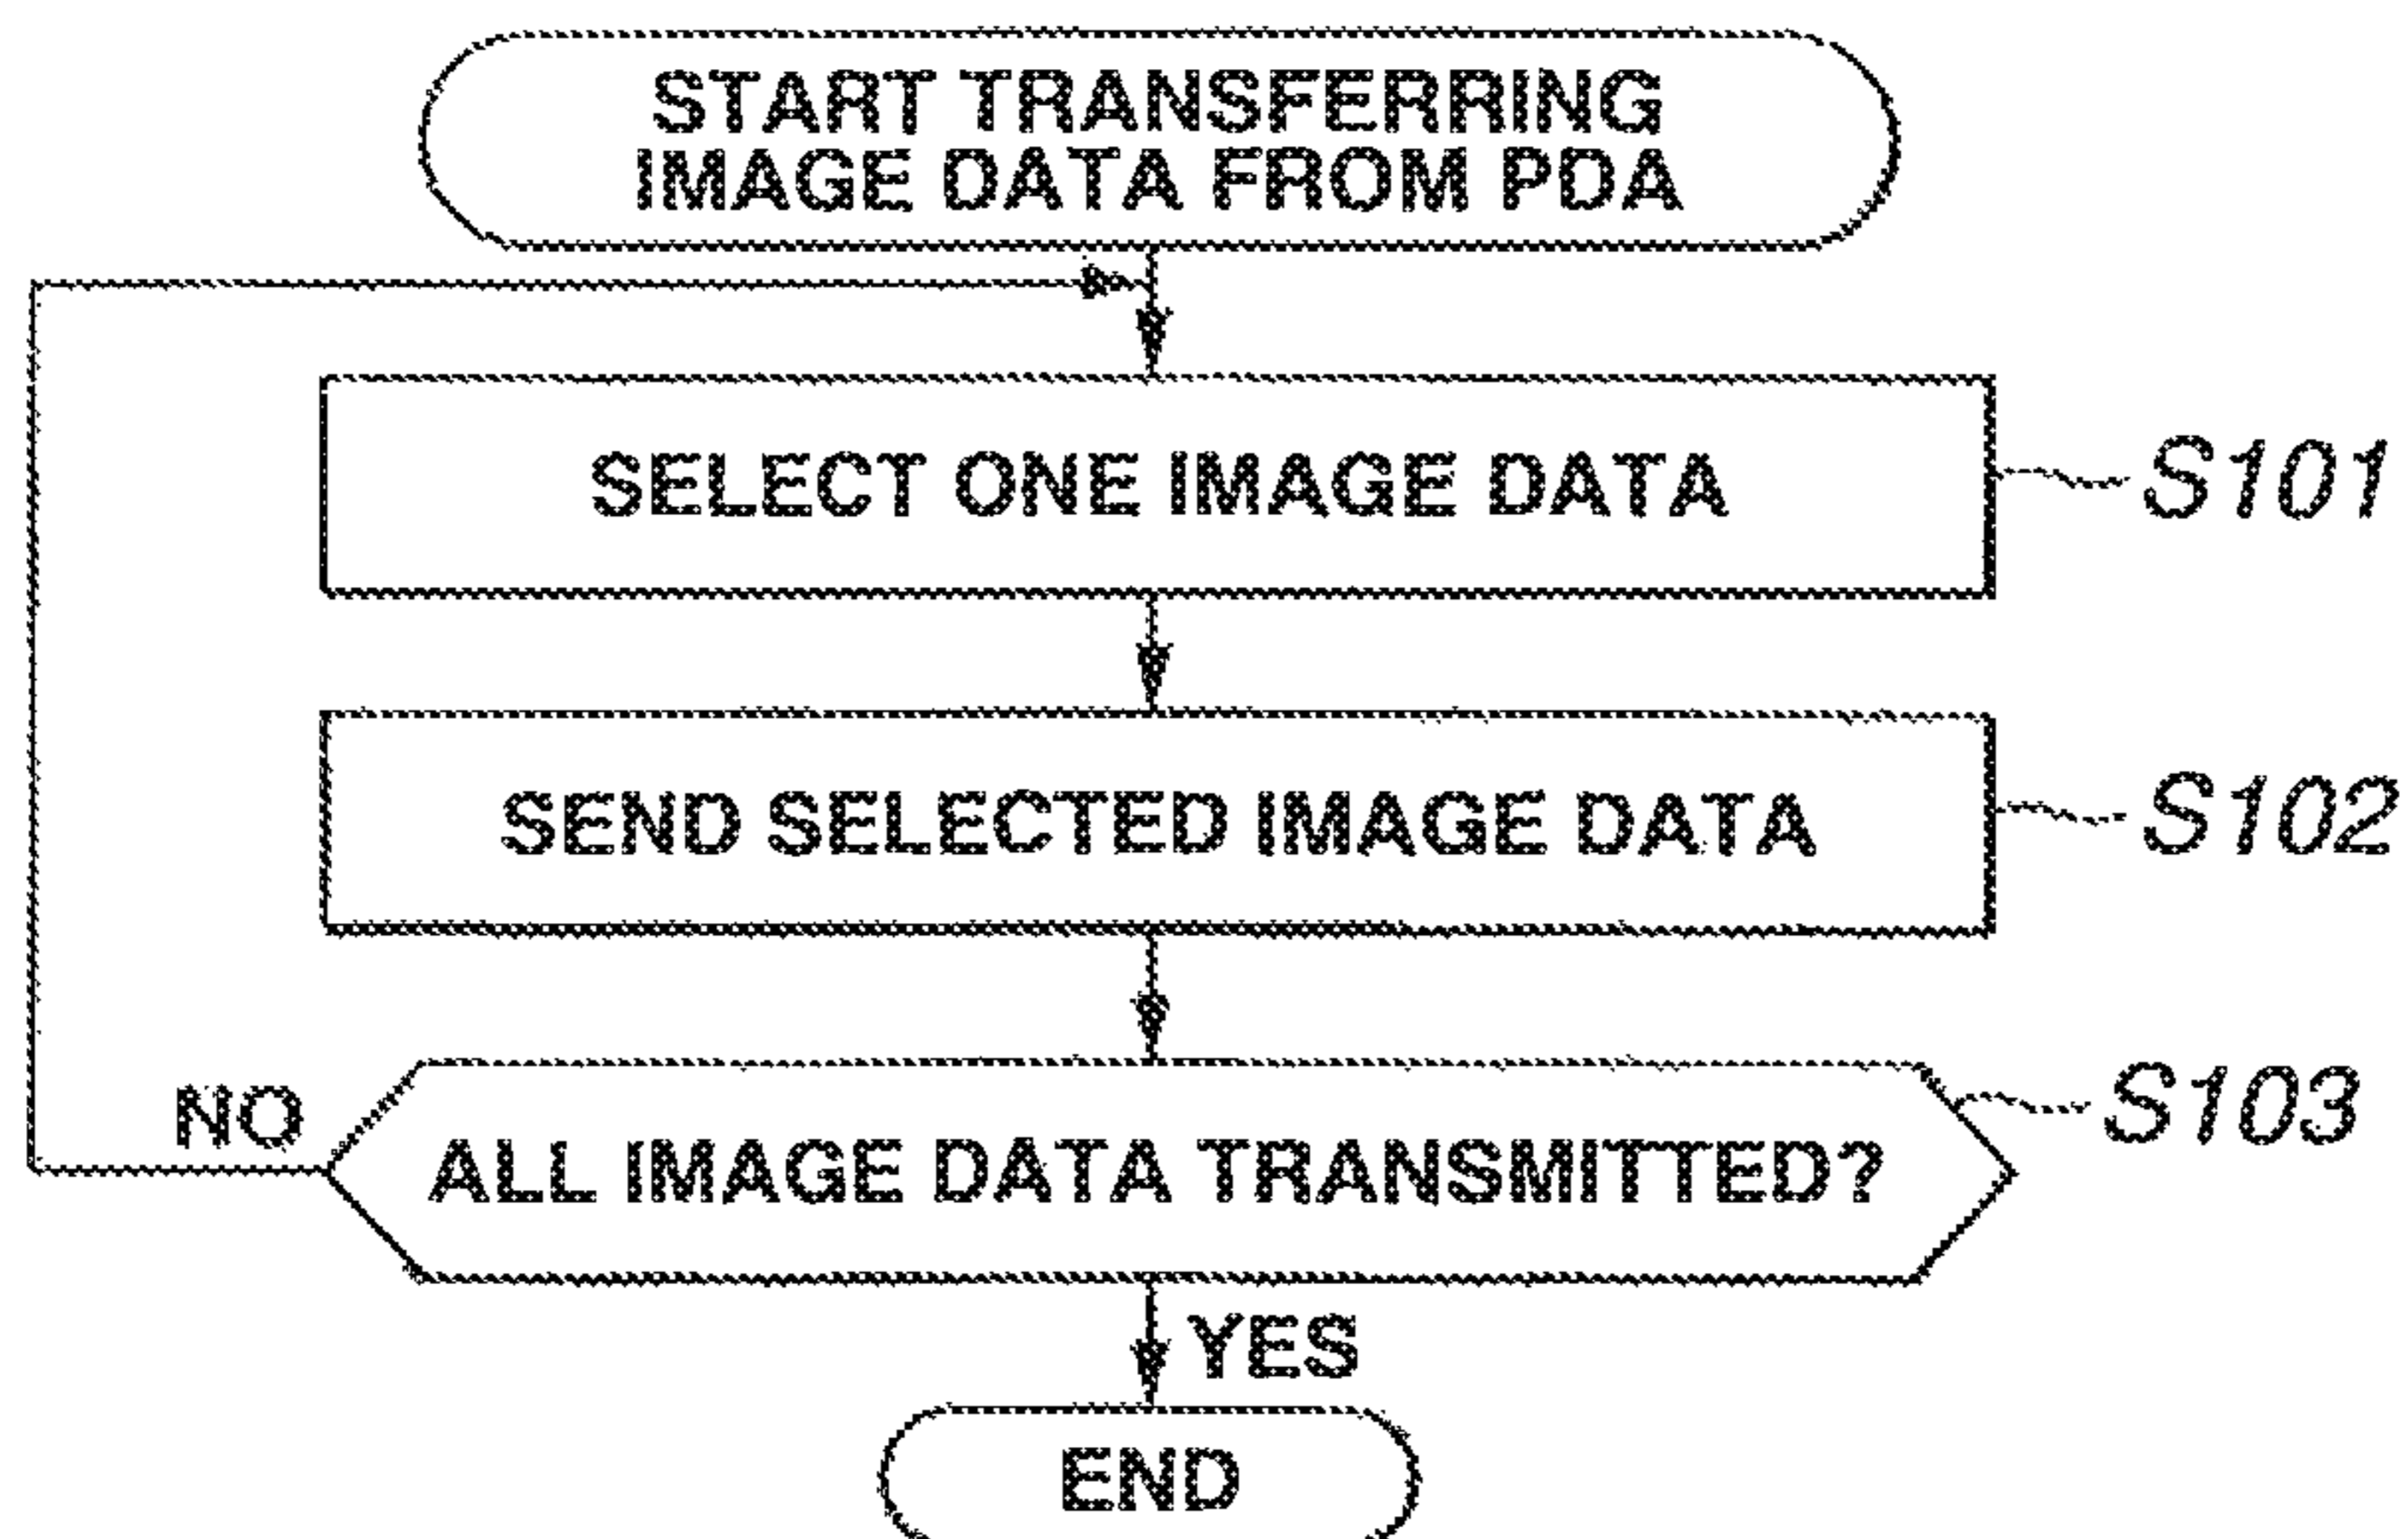 START TRANSFERRING
IMAGE DATA FROM PDA
SELECT ONE IMAGE DATA
S101
SEND SELECTED IMAGE DATA
S102
NO
ALL IMAGE DATA TRANSMITTED?
S103
YES
END